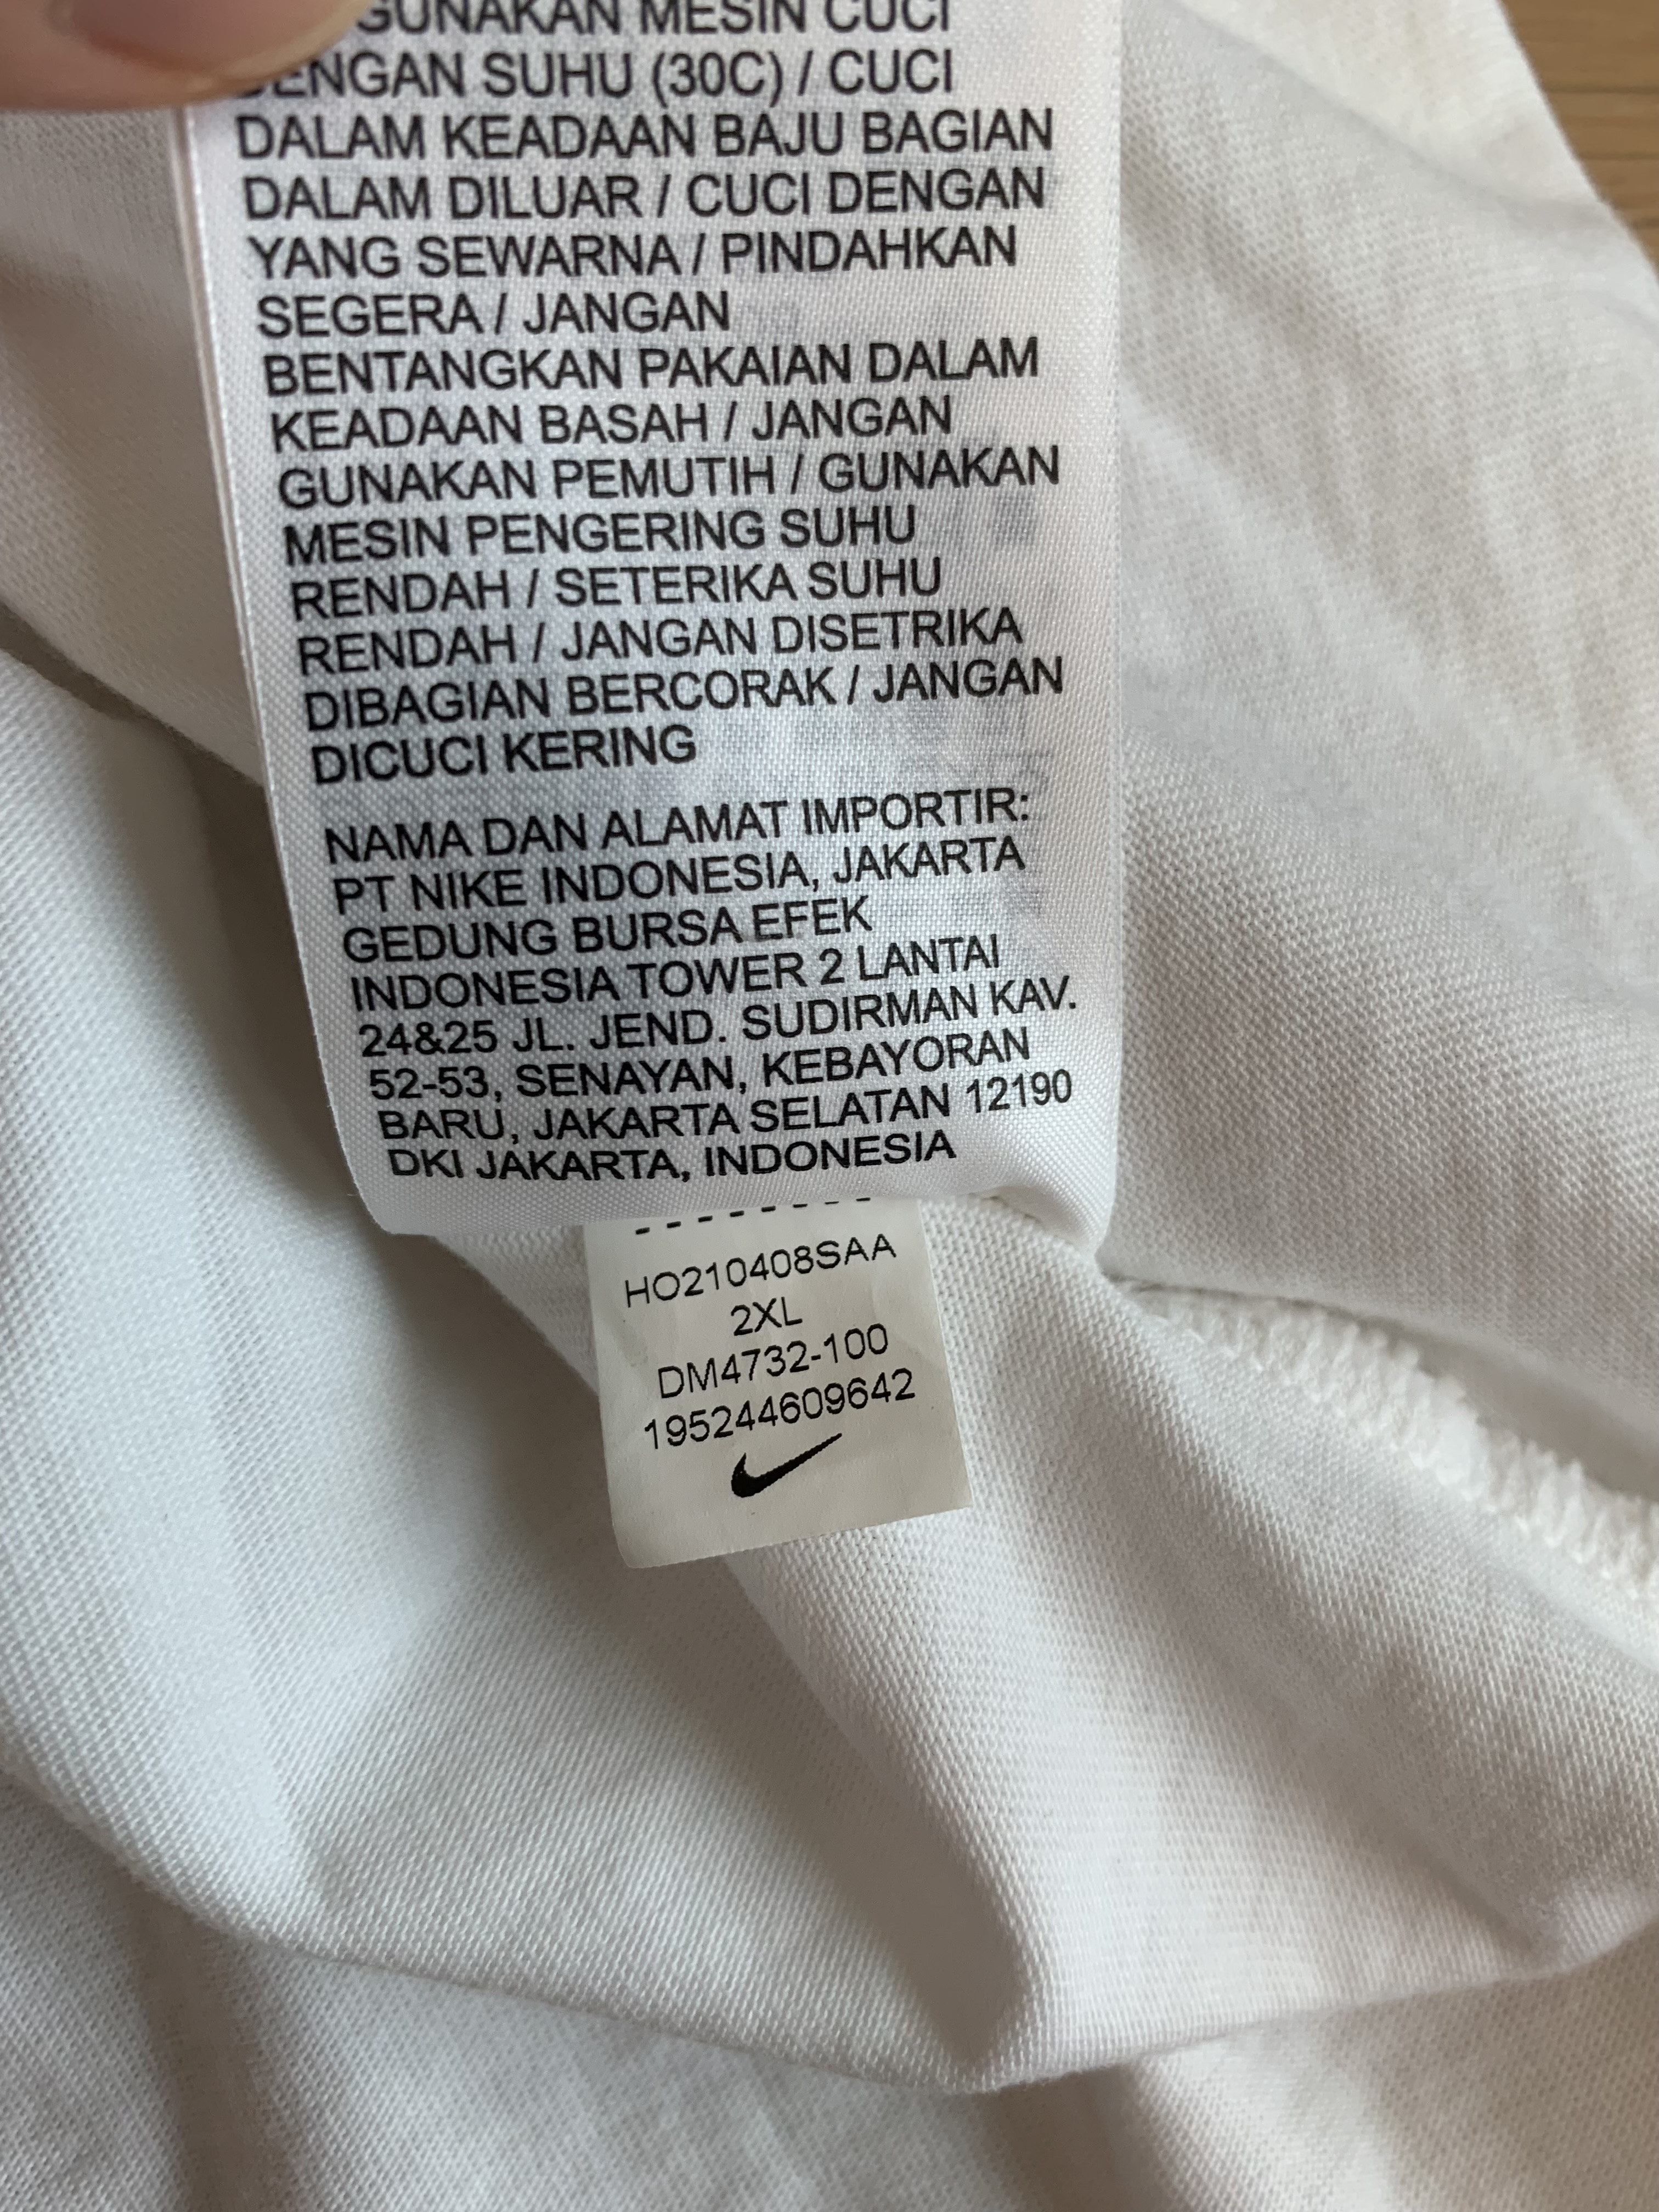 GUNAKAN MESIN CUCI
DENGAN SUHU (30C) / CUCI
DALAM KEADAAN BAJU BAGIAN
DALAM DILUAR / CUCI DENGAN
YANG SEWARNA / PINDAHKAN
SEGERA / JANGAN
BENTANGKAN PAKAIAN DALAM
KEADAAN BASAH / JANGAN
GUNAKAN PEMUTIH / GUNAKAN
MESIN PENGERING SUHU
RENDAH / SETERIKA SUHU
RENDAH / JANGAN DISETRIKA
DIBAGIAN BERCORAK / JANGAN
DICUCI KERING
NAMA DAN ALAMAT IMPORTIR:
PT NIKE INDONESIA, JAKARTA
GEDUNG BURSA EFEK
INDONESIA TOWER 2 LANTAI
24&25 JL. JEND. SUDIRMAN KAV.
52-53, SENAYAN, KEBAYORAN
BARU, JAKARTA SELATAN 12190
DKI JAKARTA, INDONESIA
HO210408SAA
2XL
DM4732-100
195244609642